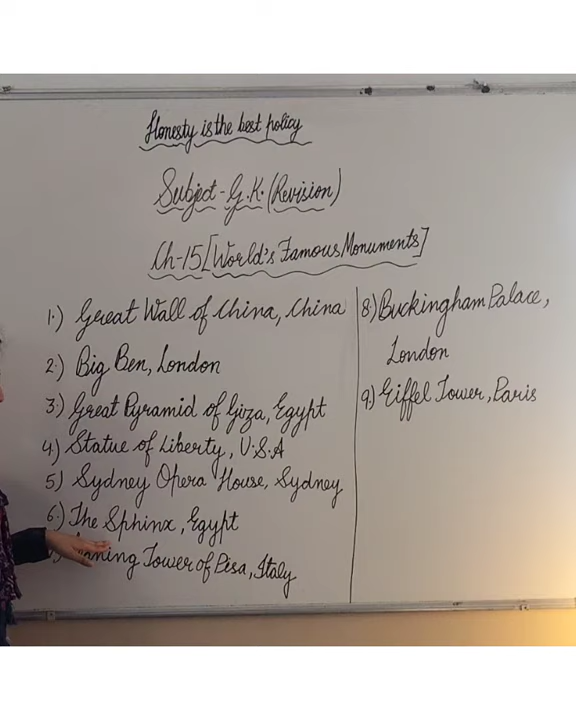 Honesty is the best policy
Subject - G.K. (Revision)
Ch-15 [World's Famous Monuments]
1.) Great Wall of China, China
2.) Big Ben, London
3.) Great Pyramid of Giza, Egypt
4.) Statue of Liberty, U.S.A
5.) Sydney Opera House, Sydney
6.) The Sphinx, Egypt
Tower of Pisa, Italy
8.) Buckingham Palace,
London
9.) Eiffel Tower, Paris